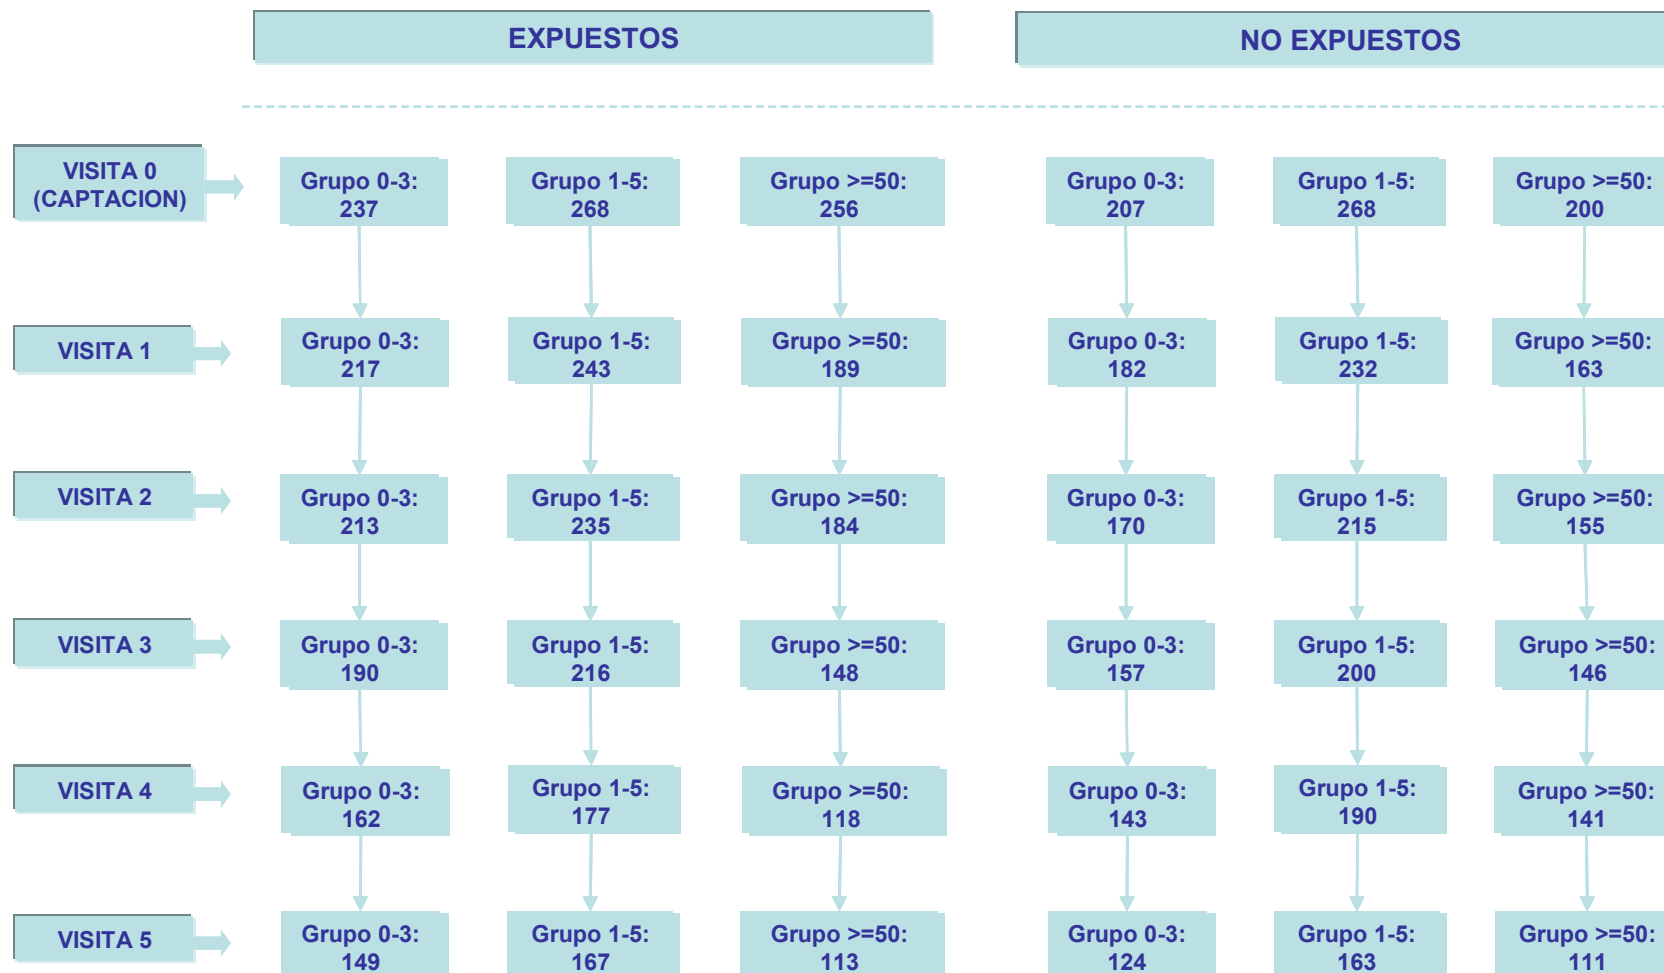 EXPUESTOS
NO EXPUESTOS
VISITA 0
(CAPTACION)
Grupo 0-3:
237
Grupo 1-5:
268
Grupo >=50:
256
Grupo 0-3:
207
Grupo 1-5:
268
Grupo >=50:
200
VISITA 1
Grupo 0-3:
217
Grupo 1-5:
243
Grupo >=50:
189
Grupo 0-3:
182
Grupo 1-5:
232
Grupo >=50:
163
VISITA 2
Grupo 0-3:
213
Grupo 1-5:
235
Grupo >=50:
184
Grupo 0-3:
170
Grupo 1-5:
215
Grupo >=50:
155
VISITA 3
Grupo 0-3:
190
Grupo 1-5:
216
Grupo >=50:
148
Grupo 0-3:
157
Grupo 1-5:
200
Grupo >=50:
146
VISITA 4
Grupo 0-3:
162
Grupo 1-5:
177
Grupo >=50:
118
Grupo 0-3:
143
Grupo 1-5:
190
Grupo >=50:
141
VISITA 5
Grupo 0-3:
149
Grupo 1-5:
167
Grupo >=50:
113
Grupo 0-3:
124
Grupo 1-5:
163
Grupo >=50:
111